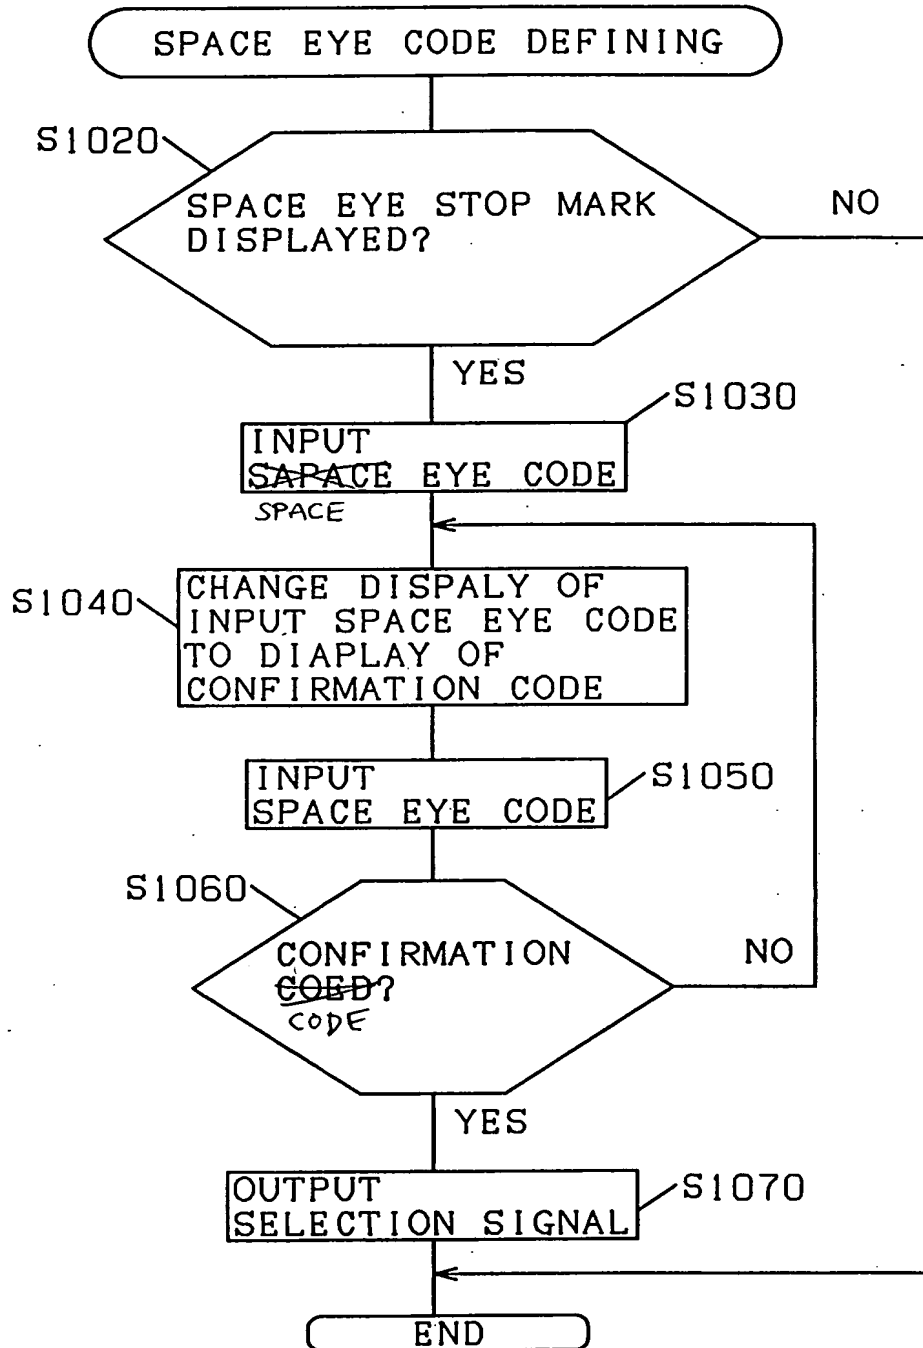 SPACE EYE CODE DEFINING
S1020
SPACE EYE STOP MARK
DISPLAYED?
NO
YES
S1030
INPUT
SAPACE EYE CODE
SPACE
S1040
CHANGE DISPALY OF
INPUT SPACE EYE CODE
TO DIAPLAY OF
CONFIRMATION CODE
INPUT
SPACE EYE CODE
S1050
S1060
CONFIRMATION
COED?
CODE
NO
YES
OUTPUT
SELECTION SIGNAL
S1070
END